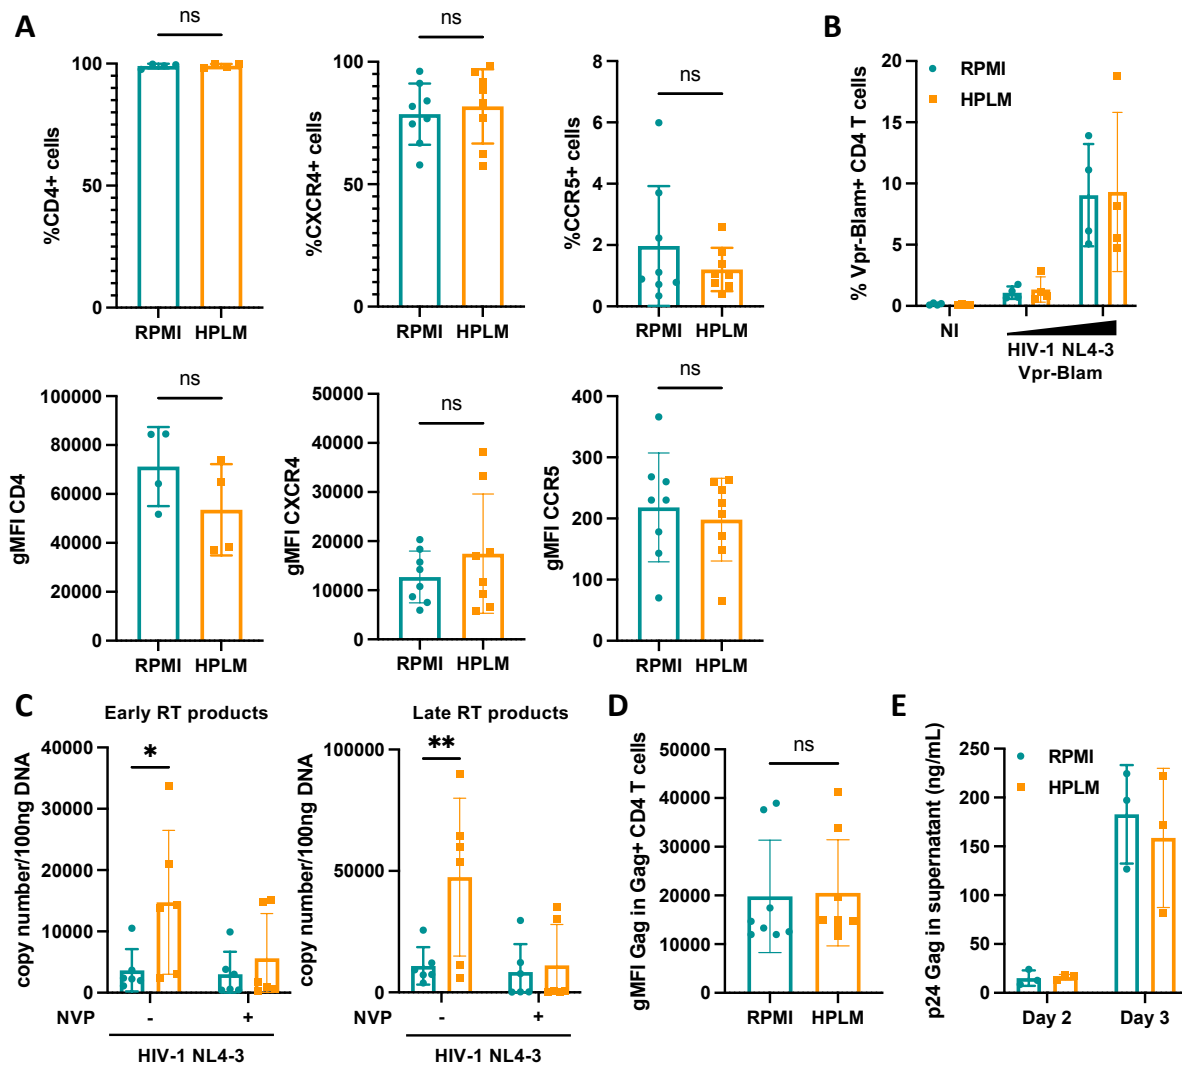 A
ns
%CD4+ cells
100
50
0
RPMI HPLM
ns
%CXCR4+ cells
100
50
0
RPMI HPLM
ns
%CCR5+ cells
8
6
4
2
0
RPMI HPLM
B
% Vpr-Blam+ CD4 T cells
20
15
10
5
0
RPMI
HPLM
NI
HIV-1 NL4-3
Vpr-Blam
ns
gMFI CD4
100000
80000
60000
40000
20000
0
RPMI HPLM
ns
gMFI CXCR4
50000
40000
30000
20000
10000
0
RPMI HPLM
ns
gMFI CCR5
400
300
200
100
0
RPMI HPLM
C
Early RT products
copy number/100ng DNA
40000
30000
20000
10000
0
*
NVP - +
HIV-1 NL4-3
Late RT products
copy number/100ng DNA
100000
50000
0
**
NVP - +
HIV-1 NL4-3
D
ns
gMFI Gag in Gag+ CD4 T cells
50000
40000
30000
20000
10000
0
RPMI HPLM
E
p24 Gag in supernatant (ng/mL)
250
200
150
100
50
0
RPMI
HPLM
Day 2 Day 3